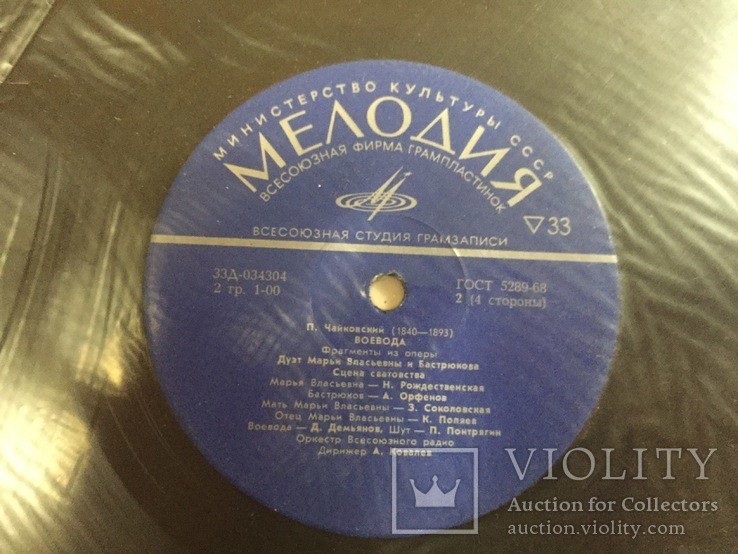 МИНИСТЕРСТВО КУЛЬТУРЫ СССР
МЕЛОДИЯ
ВСЕСОЮЗНАЯ ФИРМА ГРАМПЛАСТИНОК
▽33
ВСЕСОЮЗНАЯ СТУДИЯ ГРАМЗАПИСИ
33Д-034304
2 гр. 1-00
ГОСТ 5289-68
2 (4 стороны)
П. Чайковский (1840—1893)
ВОЕВОДА
Фрагменты из оперы
Дуэт Марьи Власьевны и Бастрюкова
Сцена сватовства
Марья Власьевна — Н. Рождественская
Бастрюков — А. Орфенов
Мать Марьи Власьевны — З. Соколовская
Отец Марьи Власьевны — К. Поляев
Воевода — Д. Демьянов, Шут — П. Понтрягин
Оркестр Всесоюзного радио
Дирижер А. Ковалев
VIOLITY
Auction for Collectors
auction.violity.com